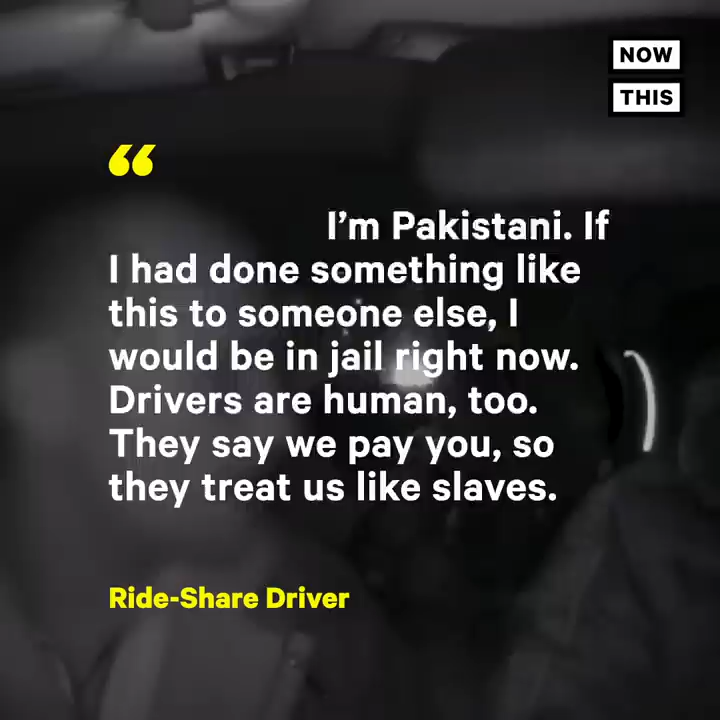 NOW
THIS
“
I’m Pakistani. If
I had done something like
this to someone else, I
would be in jail right now.
Drivers are human, too.
They say we pay you, so
they treat us like slaves.
Ride-Share Driver